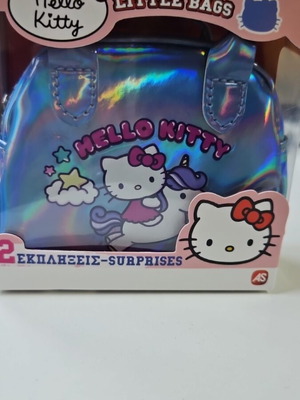 Hello
Kitty
LITTLE BAGS
HELLO KITTY
2 ΕΚΠΛΗΞΕΙΣ-SURPRISES
AS